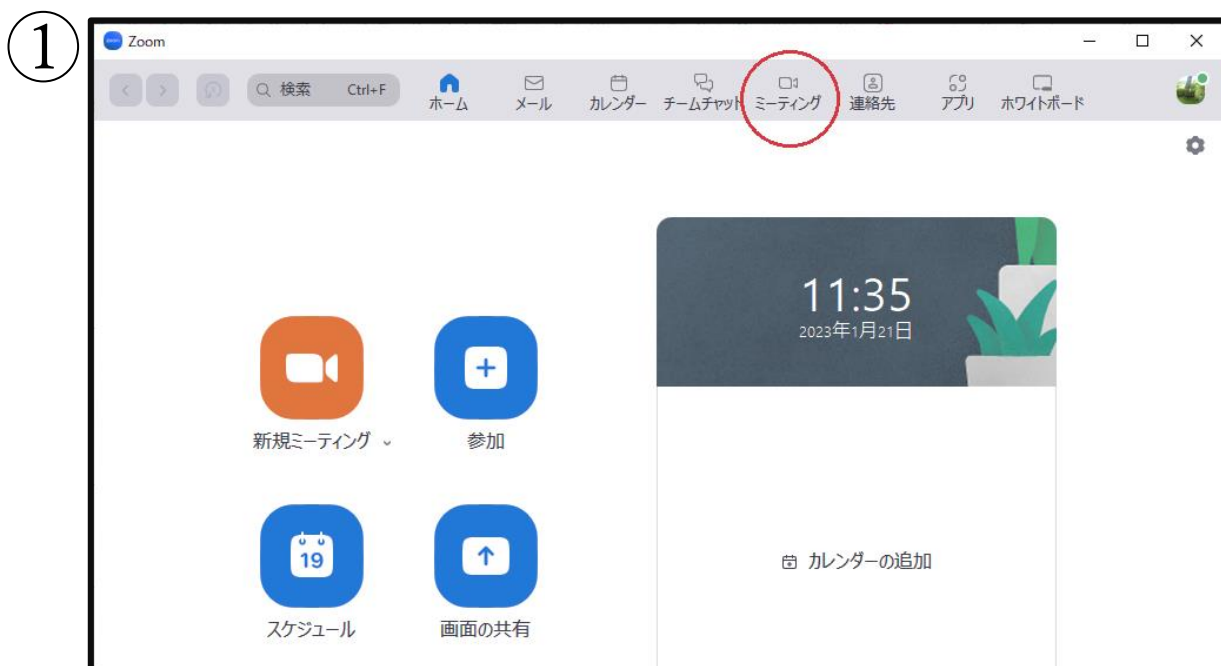 ①
Zoom
検索 Ctrl+F
ホーム メール カレンダー チームチャット ミーティング 連絡先 アプリ ホワイトボード
11:35
2023年1月21日
新規ミーティング 参加
19
カレンダーの追加
スケジュール 画面の共有